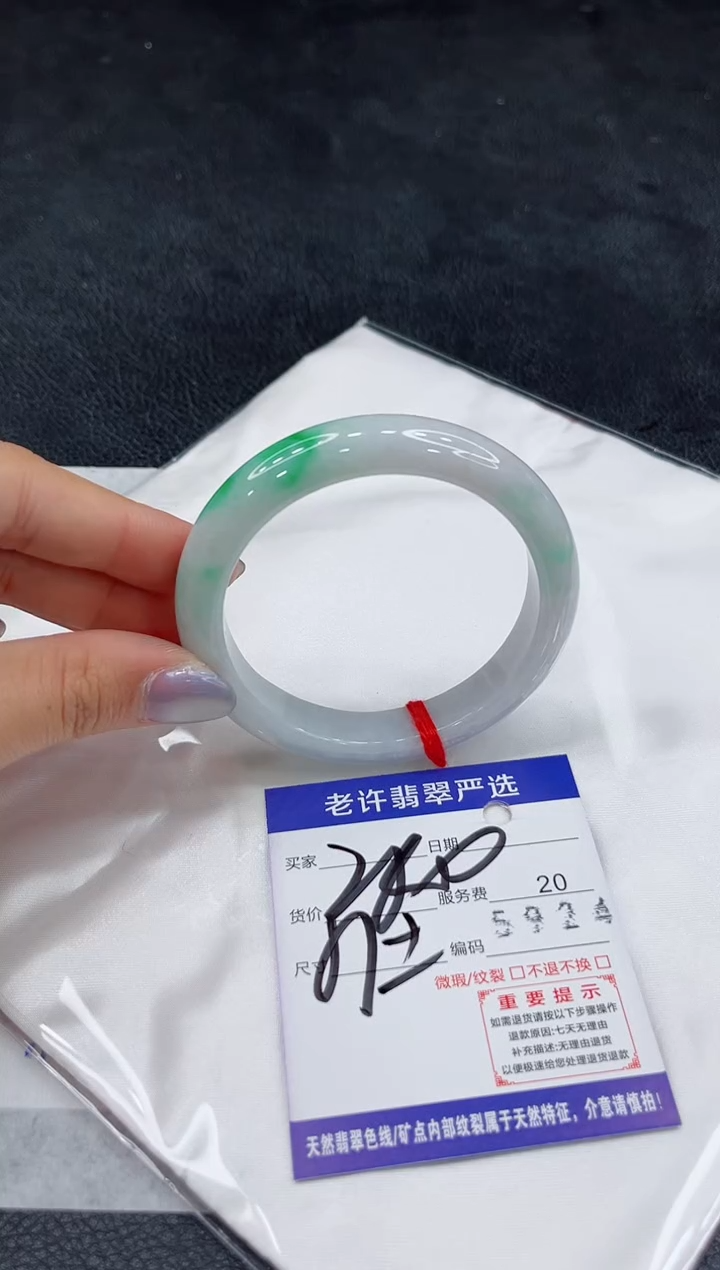 老许翡翠严选
买家 日期
货价 服务费 20
尺寸 编码
微瑕/纹裂 □不退不换 □
重要提示
如需退货请按以下步骤操作
退款原因:七天无理由
补充描述:无理由退货
以便极速给您处理退货退款
天然翡翠色线/矿点内部纹裂属于天然特征，介意请慎拍!